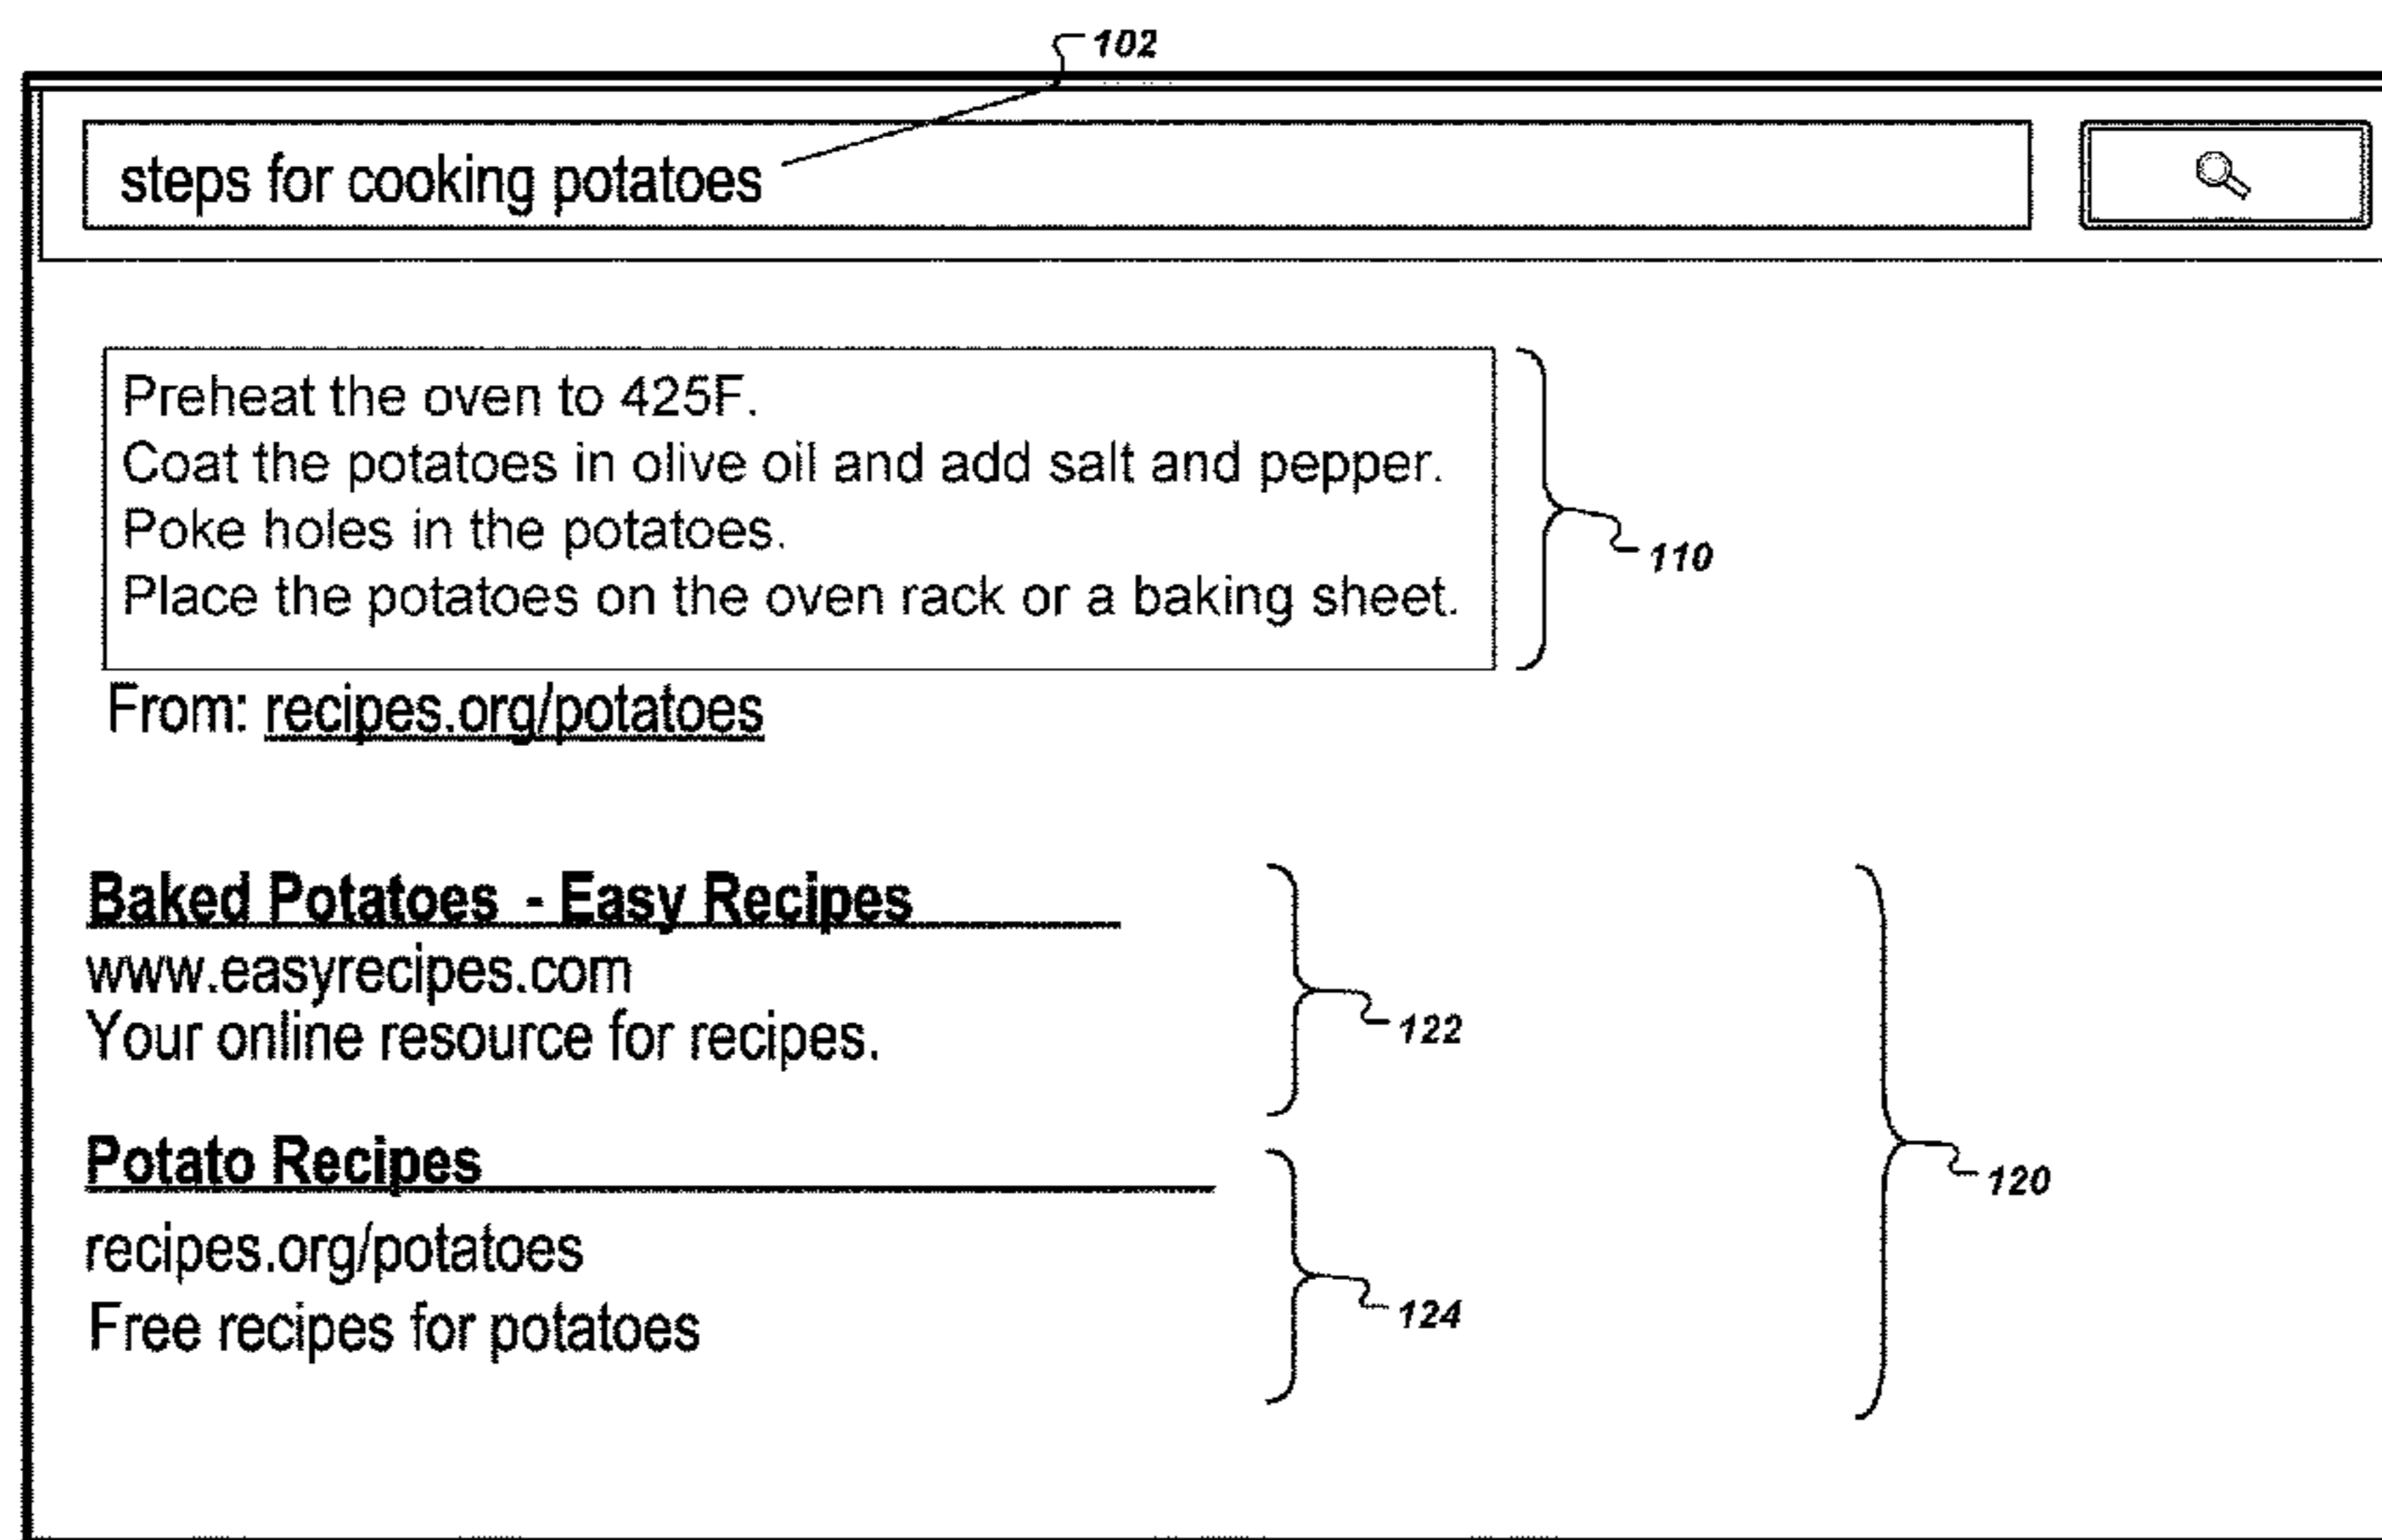 102
steps for cooking potatoes
Preheat the oven to 425F.
Coat the potatoes in olive oil and add salt and pepper.
Poke holes in the potatoes.
Place the potatoes on the oven rack or a baking sheet.
110
From: recipes.org/potatoes
Baked Potatoes - Easy Recipes
www.easyrecipes.com
Your online resource for recipes.
122
Potato Recipes
recipes.org/potatoes
Free recipes for potatoes
124
120